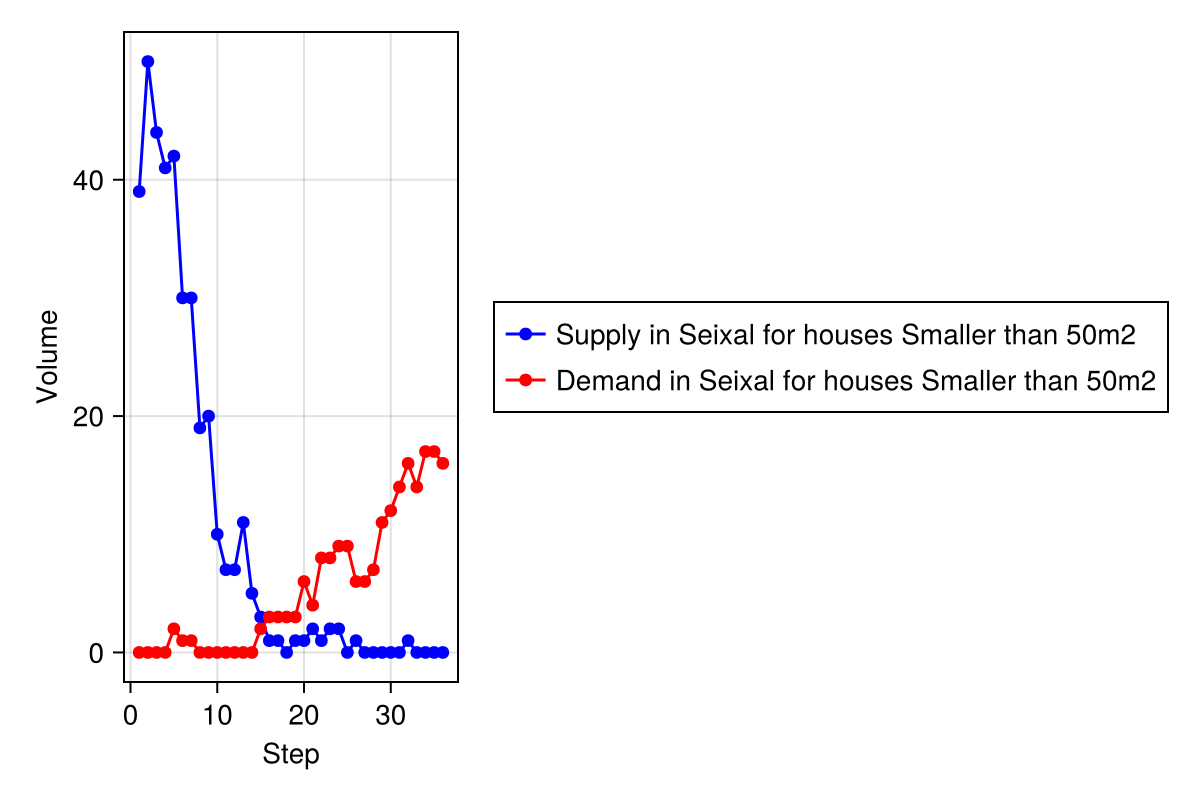 Volume
40
20
0
0 10 20 30
Step
Supply in Seixal for houses Smaller than 50m2
Demand in Seixal for houses Smaller than 50m2